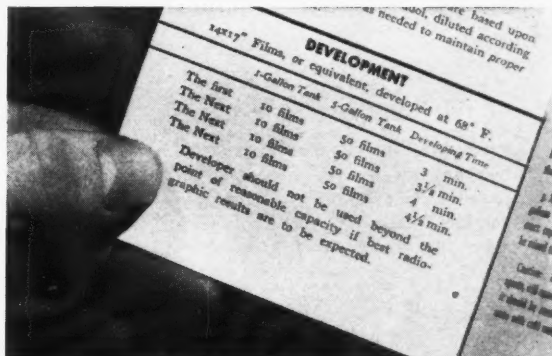 are based upon
diluted according
as needed to maintain proper
DEVELOPMENT
14x17" Films, or equivalent, developed at 68° F.
1-Gallon Tank 5-Gallon Tank Developing Time
The first 10 films 50 films 3 min.
The Next 10 films 50 films 3½ min.
The Next 10 films 50 films 4 min.
The Next 10 films 50 films 4½ min.
Developer should not be used beyond the
point of reasonable capacity if best radio-
graphic results are to be expected.